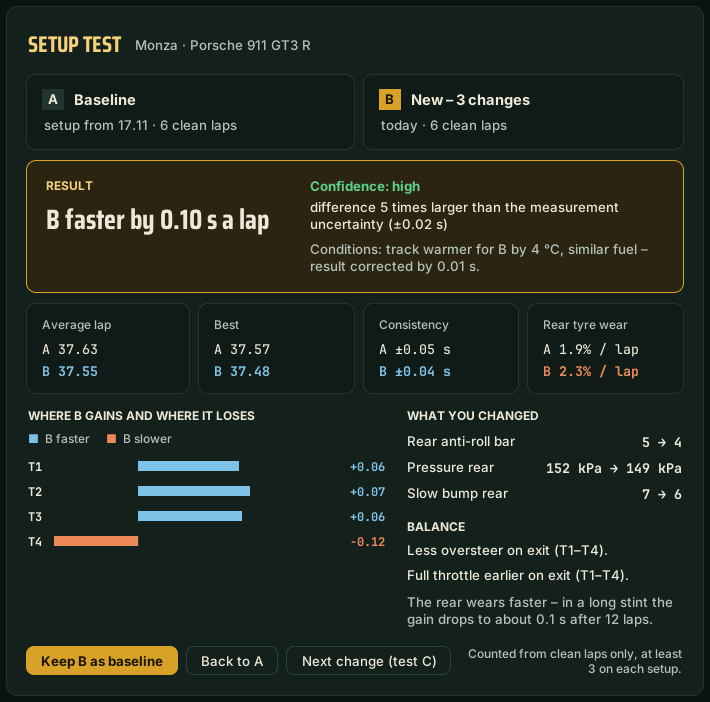 SETUP TEST Monza · Porsche 911 GT3 R
A Baseline
setup from 17.11 · 6 clean laps
B New – 3 changes
today · 6 clean laps
RESULT
B faster by 0.10 s a lap
Confidence: high
difference 5 times larger than the measurement
uncertainty (±0.02 s)
Conditions: track warmer for B by 4 °C, similar fuel –
result corrected by 0.01 s.
Average lap
A 37.63
B 37.55
Best
A 37.57
B 37.48
Consistency
A ±0.05 s
B ±0.04 s
Rear tyre wear
A 1.9% / lap
B 2.3% / lap
WHERE B GAINS AND WHERE IT LOSES
B faster B slower
T1 +0.06
T2 +0.07
T3 +0.06
T4 -0.12
WHAT YOU CHANGED
Rear anti-roll bar 5 → 4
Pressure rear 152 kPa → 149 kPa
Slow bump rear 7 → 6
BALANCE
Less oversteer on exit (T1–T4).
Full throttle earlier on exit (T1–T4).
The rear wears faster – in a long stint the
gain drops to about 0.1 s after 12 laps.
Keep B as baseline Back to A Next change (test C)
Counted from clean laps only, at least
3 on each setup.